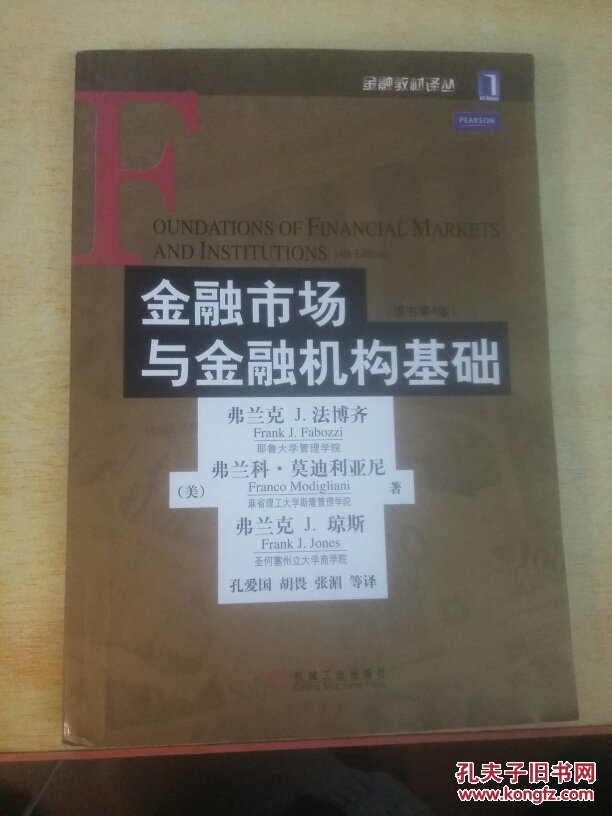 金融教材译丛
PEARSON
FOUNDATIONS OF FINANCIAL MARKETS
AND INSTITUTIONS (4th Edition)
金融市场
(原书第4版)
与金融机构基础
弗兰克 J. 法博齐
Frank J. Fabozzi
耶鲁大学管理学院
弗兰科·莫迪利亚尼
(美) Franco Modigliani 著
麻省理工大学斯隆管理学院
弗兰克 J. 琼斯
Frank J. Jones
圣何塞州立大学商学院
孔爱国 胡畏 张湄 等译
机械工业出版社
China Machine Press
孔夫子旧书网
www.kongfz.com